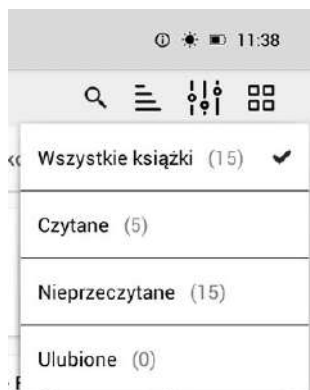 11:38
Wszystkie książki (15)
Czytane (5)
Nieprzeczytane (15)
Ulubione (0)